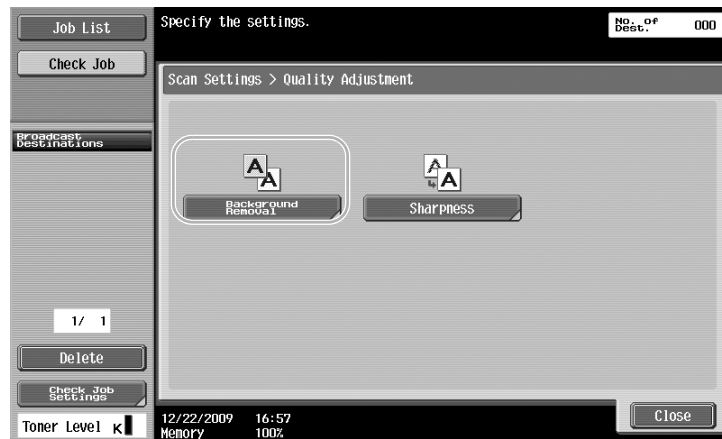 Job List
Check Job
Broadcast
Destinations
1/ 1
Delete
Check Job
Settings
Toner Level K
Specify the settings.
No. of
Dest.
000
Scan Settings > Quality Adjustment
Background
Removal
Sharpness
12/22/2009 16:57
Memory 100%
Close